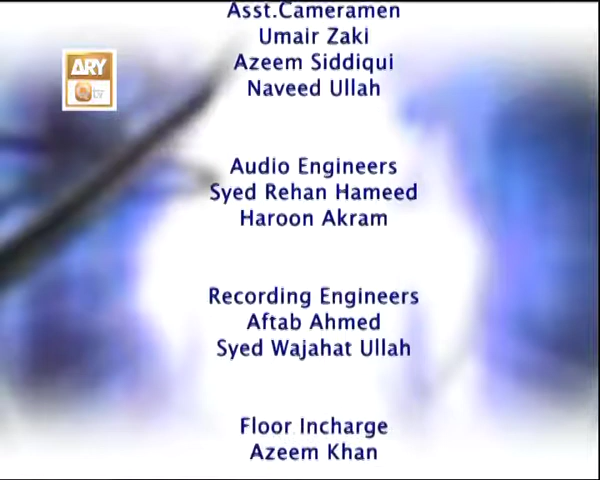 Asst.Cameramen
Umair Zaki
Azeem Siddiqui
Naveed Ullah
ARY
Qtv
Audio Engineers
Syed Rehan Hameed
Haroon Akram
Recording Engineers
Aftab Ahmed
Syed Wajahat Ullah
Floor Incharge
Azeem Khan